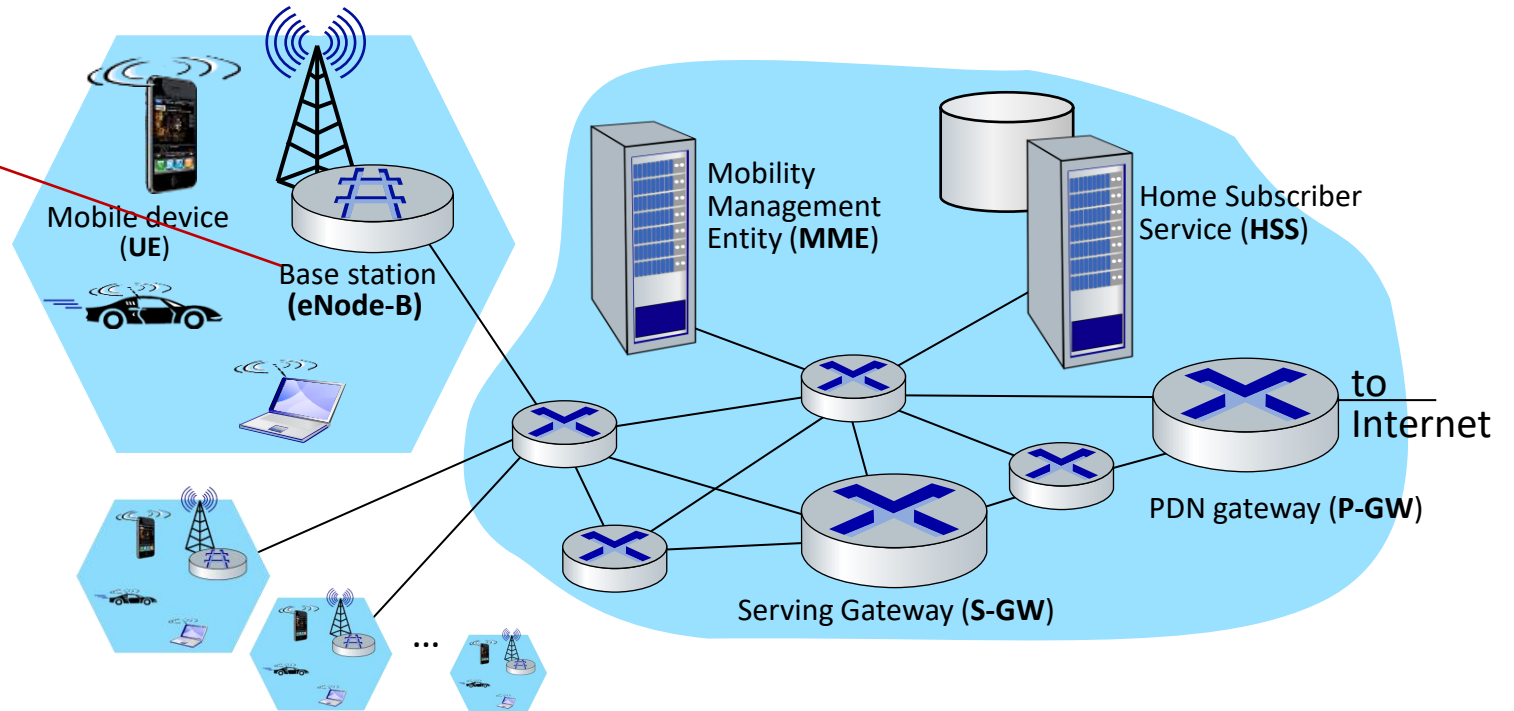 Mobile device
(UE)
Base station
(eNode-B)
Mobility
Management
Entity (MME)
Home Subscriber
Service (HSS)
to
Internet
PDN gateway (P-GW)
Serving Gateway (S-GW)
...